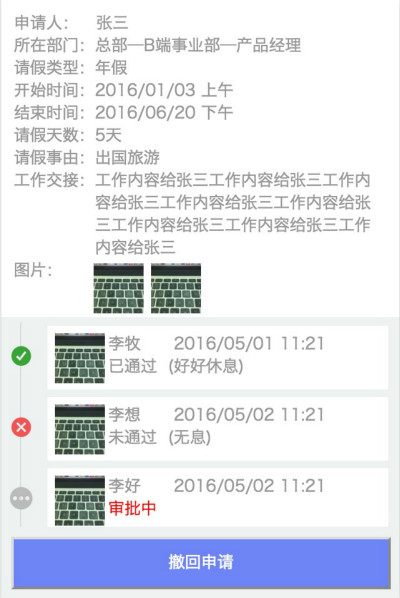 申请人： 张三
所在部门：总部—B端事业部—产品经理
请假类型：年假
开始时间：2016/01/03 上午
结束时间：2016/06/20 下午
请假天数：5天
请假事由：出国旅游
工作交接：工作内容给张三工作内容给张三工作内
容给张三工作内容给张三工作内容给张
三工作内容给张三工作内容给张三工作
内容给张三
图片：
李牧 2016/05/01 11:21
已通过 (好好休息)
李想 2016/05/02 11:21
未通过 (无息)
李好 2016/05/02 11:21
审批中
撤回申请